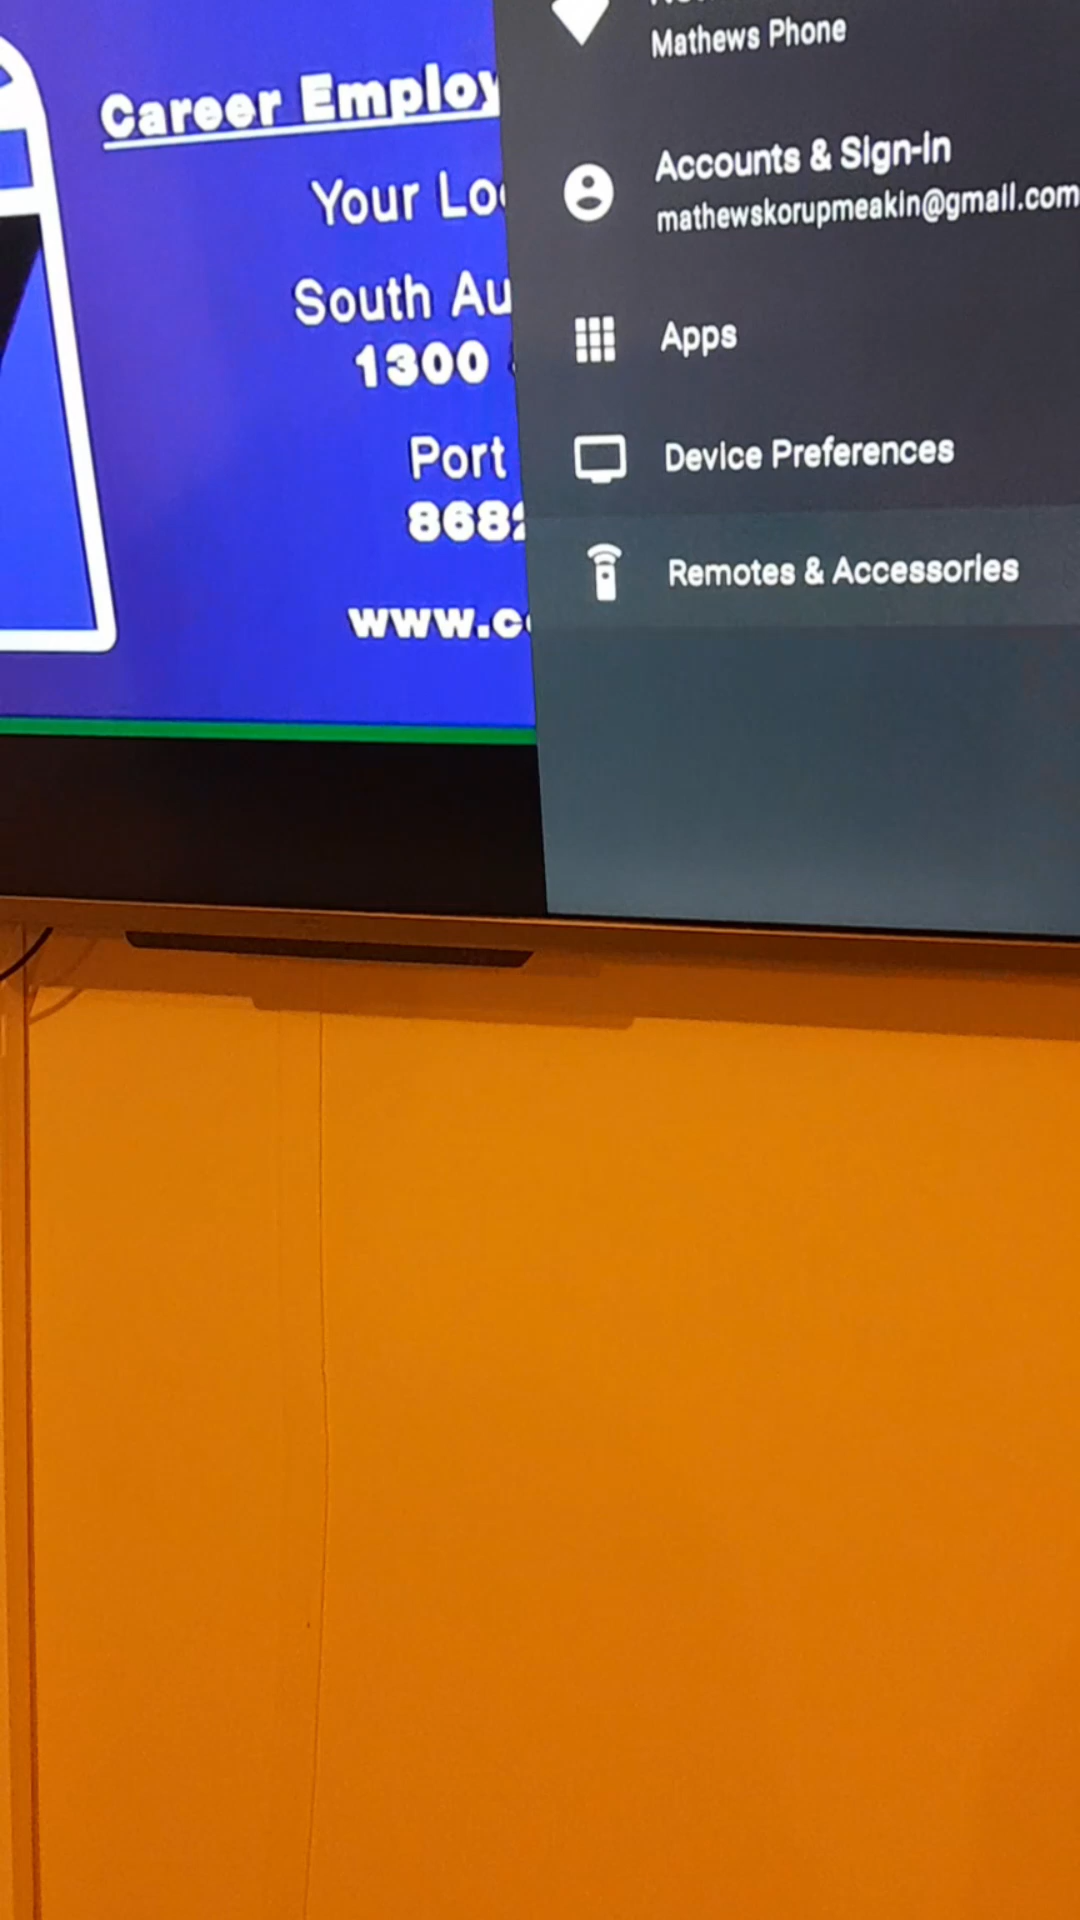 Career Employ
Your Lo
South Au
1300
Port
868
www.c
Mathews Phone
Accounts & Sign-In
mathewskorupmeakin@gmail.com
Apps
Device Preferences
Remotes & Accessories